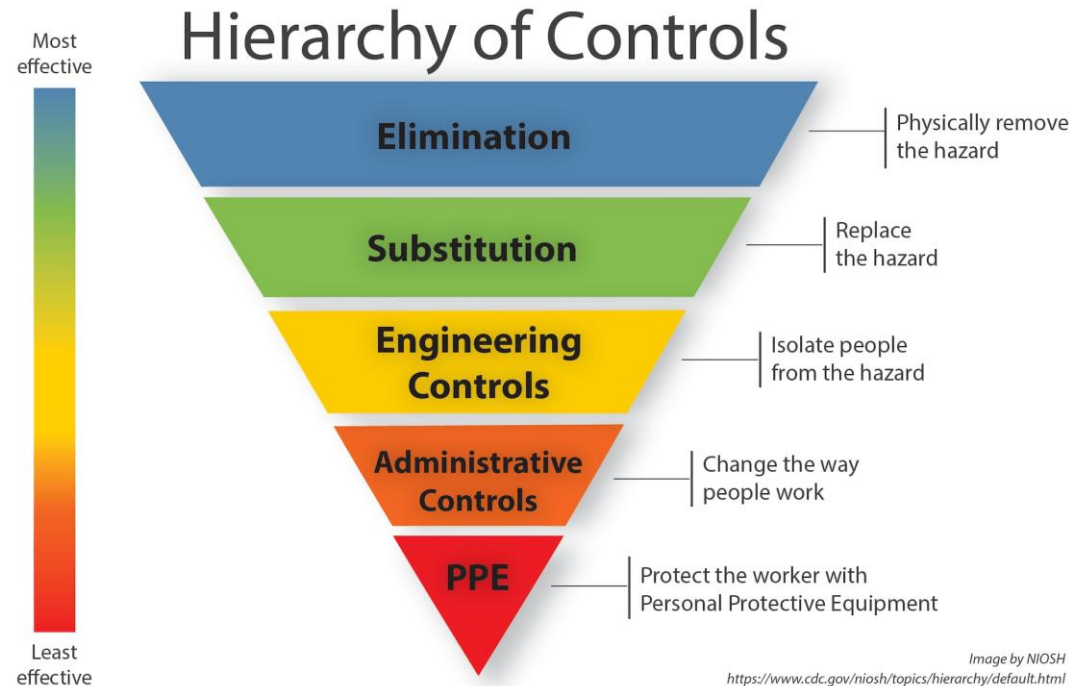 Hierarchy of Controls
Most
effective
Elimination
Physically remove
the hazard
Substitution
Replace
the hazard
Engineering
Controls
Isolate people
from the hazard
Administrative
Controls
Change the way
people work
PPE
Protect the worker with
Personal Protective Equipment
Least
effective
Image by NIOSH
https://www.cdc.gov/niosh/topics/hierarchy/default.html